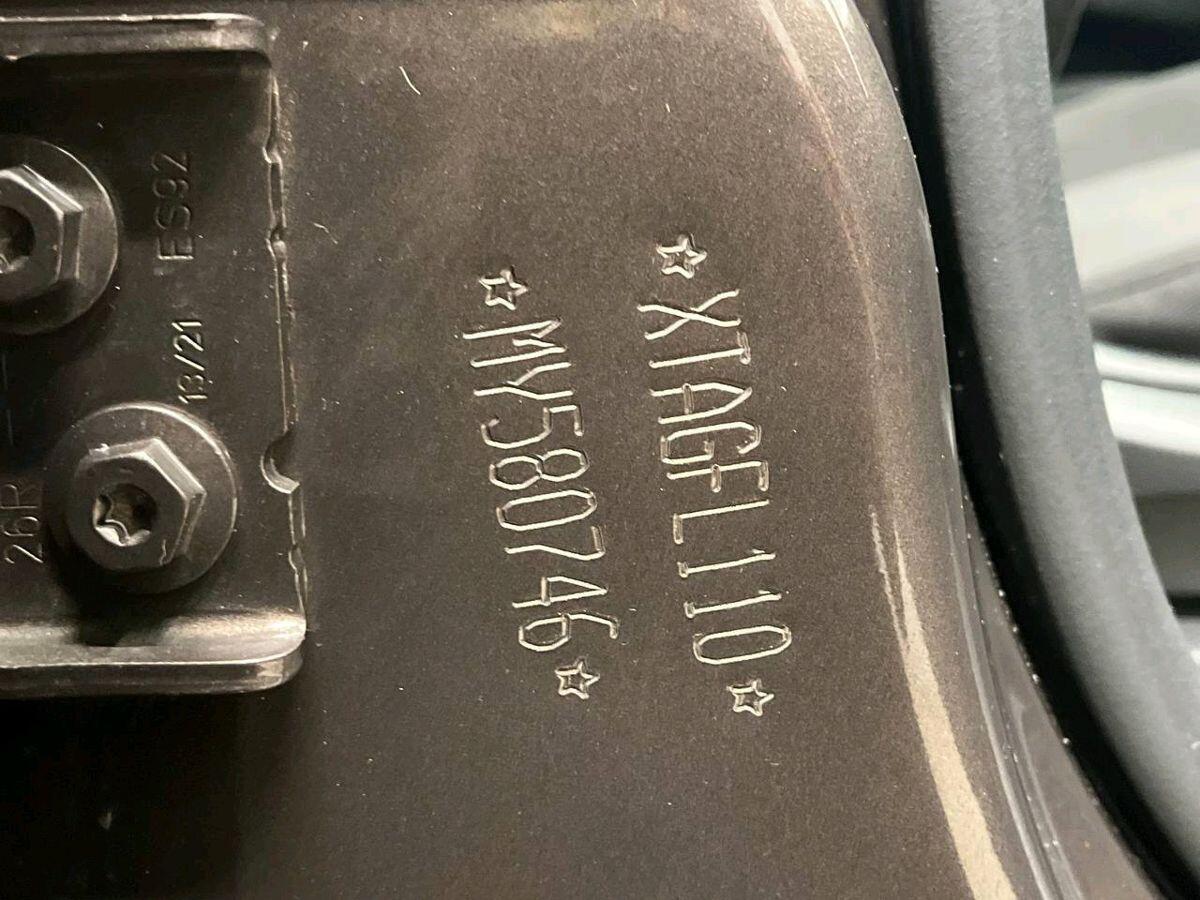 ☆XTAGFL110☆
☆MY580746☆
ES92
13/21
26R